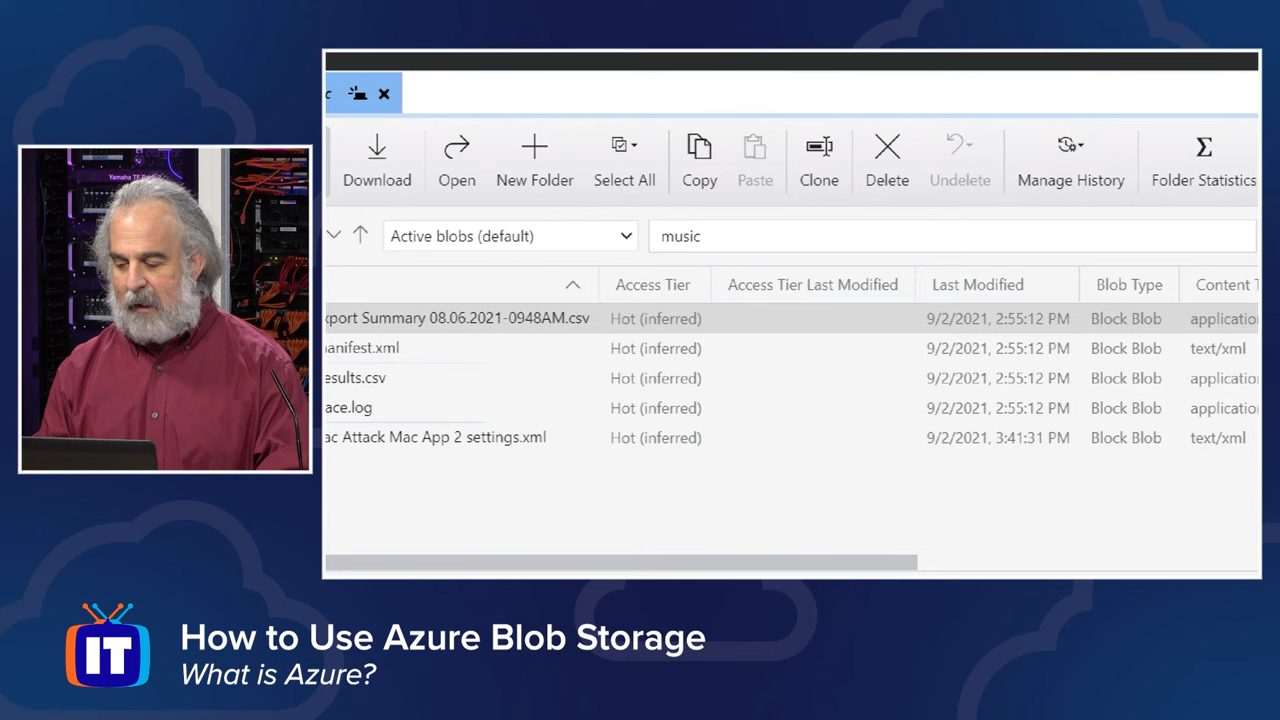 c
Download
Open
New Folder
Select All
Copy
Paste
Clone
Delete
Undelete
Manage History
Folder Statistics
Active blobs (default)
music
Access Tier
Access Tier Last Modified
Last Modified
Blob Type
Content T
xport Summary 08.06.2021-0948AM.csv
Hot (inferred)
9/2/2021, 2:55:12 PM
Block Blob
applicatio
anifest.xml
Hot (inferred)
9/2/2021, 2:55:12 PM
Block Blob
text/xml
esults.csv
Hot (inferred)
9/2/2021, 2:55:12 PM
Block Blob
applicatio
ace.log
Hot (inferred)
9/2/2021, 2:55:12 PM
Block Blob
applicatio
ac Attack Mac App 2 settings.xml
Hot (inferred)
9/2/2021, 3:41:31 PM
Block Blob
text/xml
IT
How to Use Azure Blob Storage
What is Azure?